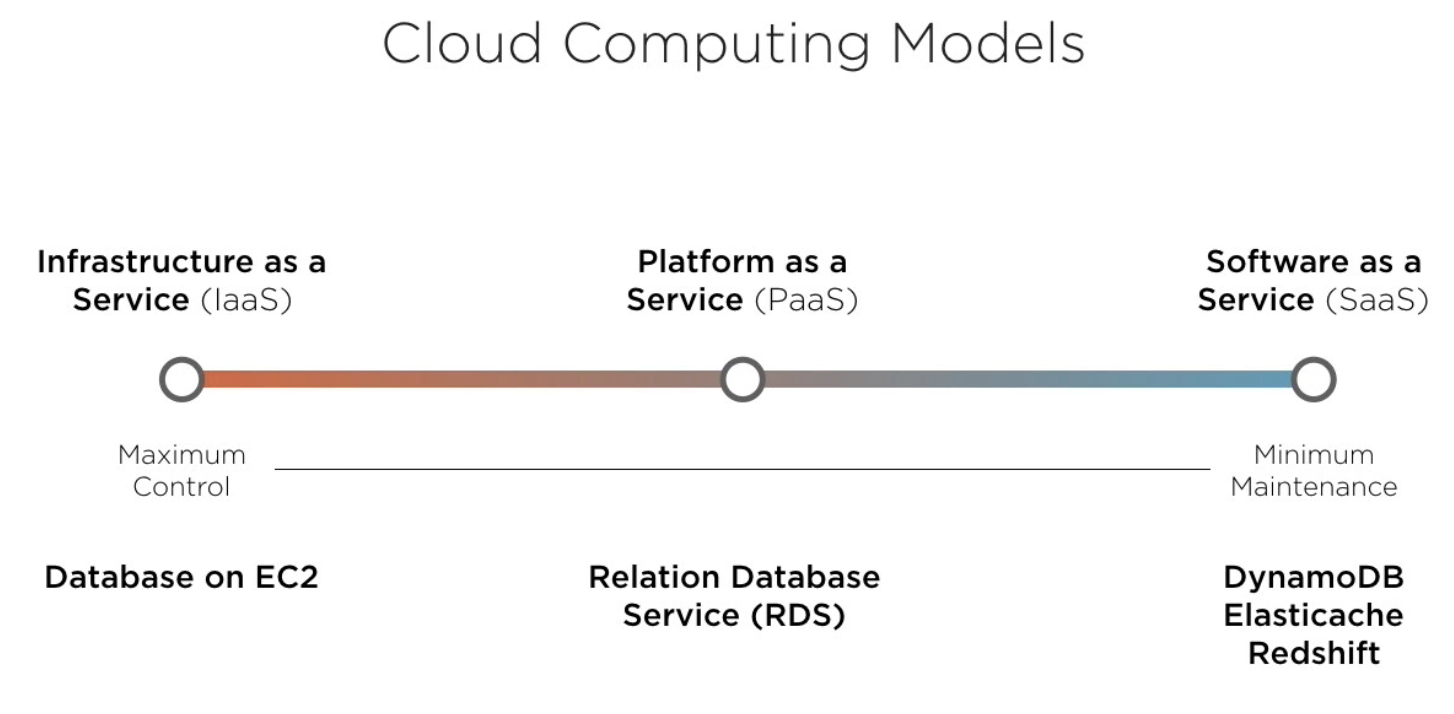 Cloud Computing Models
Infrastructure as a
Service (IaaS)
Platform as a
Service (PaaS)
Software as a
Service (SaaS)
Maximum
Control
Minimum
Maintenance
Database on EC2
Relation Database
Service (RDS)
DynamoDB
Elasticache
Redshift